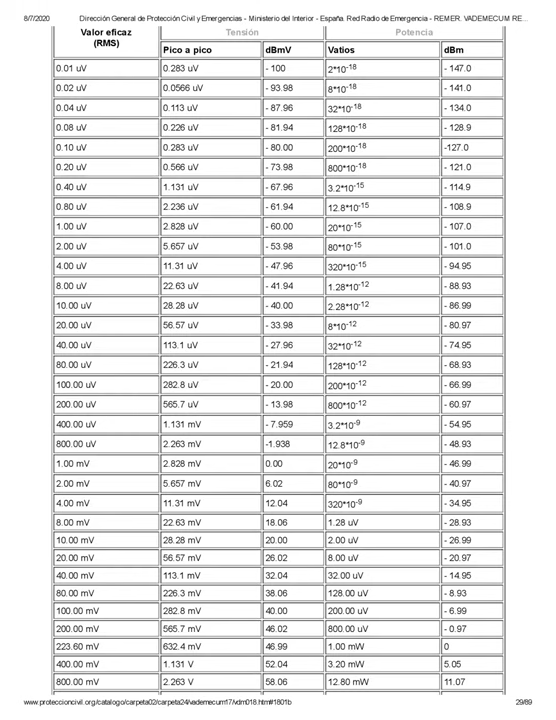 8/7/2020 Dirección General de Protección Civil y Emergencias - Ministerio del Interior - España. Red Radio de Emergencia - REMER. VADEMECUM RE...
Valor eficaz (RMS) Tensión Potencia
Pico a pico dBmV Vatios dBm
0.01 uV 0.283 uV - 100 2*10-18 - 147.0
0.02 uV 0.0566 uV - 93.98 8*10-18 - 141.0
0.04 uV 0.113 uV - 87.96 32*10-18 - 134.0
0.08 uV 0.226 uV - 81.94 128*10-18 - 128.9
0.10 uV 0.283 uV - 80.00 200*10-18 -127.0
0.20 uV 0.566 uV - 73.98 800*10-18 - 121.0
0.40 uV 1.131 uV - 67.96 3.2*10-15 - 114.9
0.80 uV 2.236 uV - 61.94 12.8*10-15 - 108.9
1.00 uV 2.828 uV - 60.00 20*10-15 - 107.0
2.00 uV 5.657 uV - 53.98 80*10-15 - 101.0
4.00 uV 11.31 uV - 47.96 320*10-15 - 94.95
8.00 uV 22.63 uV - 41.94 1.28*10-12 - 88.93
10.00 uV 28.28 uV - 40.00 2.28*10-12 - 86.99
20.00 uV 56.57 uV - 33.98 8*10-12 - 80.97
40.00 uV 113.1 uV - 27.96 32*10-12 - 74.95
80.00 uV 226.3 uV - 21.94 128*10-12 - 68.93
100.00 uV 282.8 uV - 20.00 200*10-12 - 66.99
200.00 uV 565.7 uV - 13.98 800*10-12 - 60.97
400.00 uV 1.131 mV - 7.959 3.2*10-9 - 54.95
800.00 uV 2.263 mV -1.938 12.8*10-9 - 48.93
1.00 mV 2.828 mV 0.00 20*10-9 - 46.99
2.00 mV 5.657 mV 6.02 80*10-9 - 40.97
4.00 mV 11.31 mV 12.04 320*10-9 - 34.95
8.00 mV 22.63 mV 18.06 1.28 uV - 28.93
10.00 mV 28.28 mV 20.00 2.00 uV - 26.99
20.00 mV 56.57 mV 26.02 8.00 uV - 20.97
40.00 mV 113.1 mV 32.04 32.00 uV - 14.95
80.00 mV 226.3 mV 38.06 128.00 uV - 8.93
100.00 mV 282.8 mV 40.00 200.00 uV - 6.99
200.00 mV 565.7 mV 46.02 800.00 uV - 0.97
223.60 mV 632.4 mV 46.99 1.00 mW 0
400.00 mV 1.131 V 52.04 3.20 mW 5.05
800.00 mV 2.263 V 58.06 12.80 mW 11.07
www.proteccioncivil.org/catalogo/carpeta02/carpeta24/vademecum17/vdm018.htm#1801b 29/89